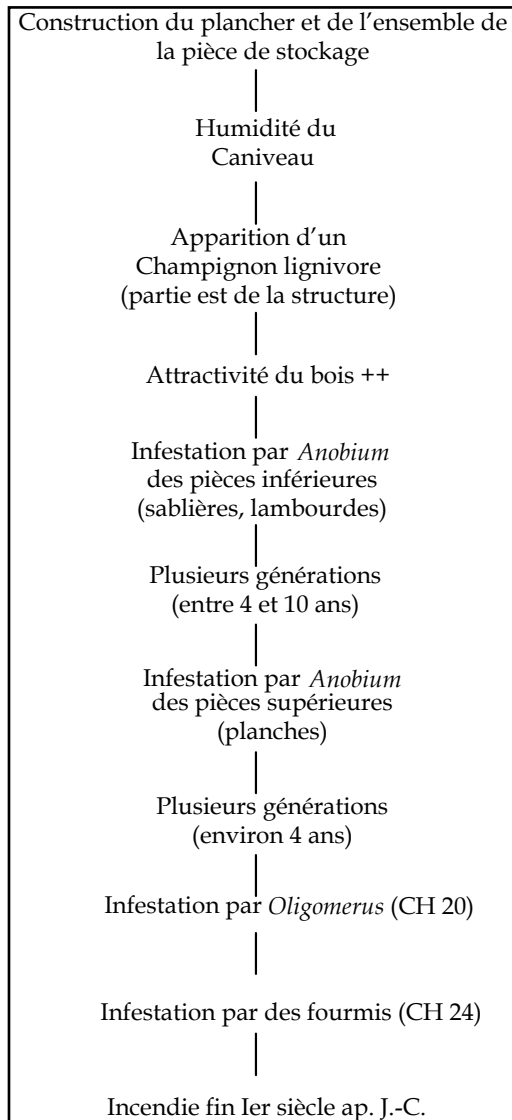 Construction du plancher et de l'ensemble de
la pièce de stockage
Humidité du
Caniveau
Apparition d'un
Champignon lignivore
(partie est de la structure)
Attractivité du bois ++
Infestation par Anobium
des pièces inférieures
(sablières, lambourdes)
Plusieurs générations
(entre 4 et 10 ans)
Infestation par Anobium
des pièces supérieures
(planches)
Plusieurs générations
(environ 4 ans)
Infestation par Oligomerus (CH 20)
Infestation par des fourmis (CH 24)
Incendie fin Ier siècle ap. J.-C.